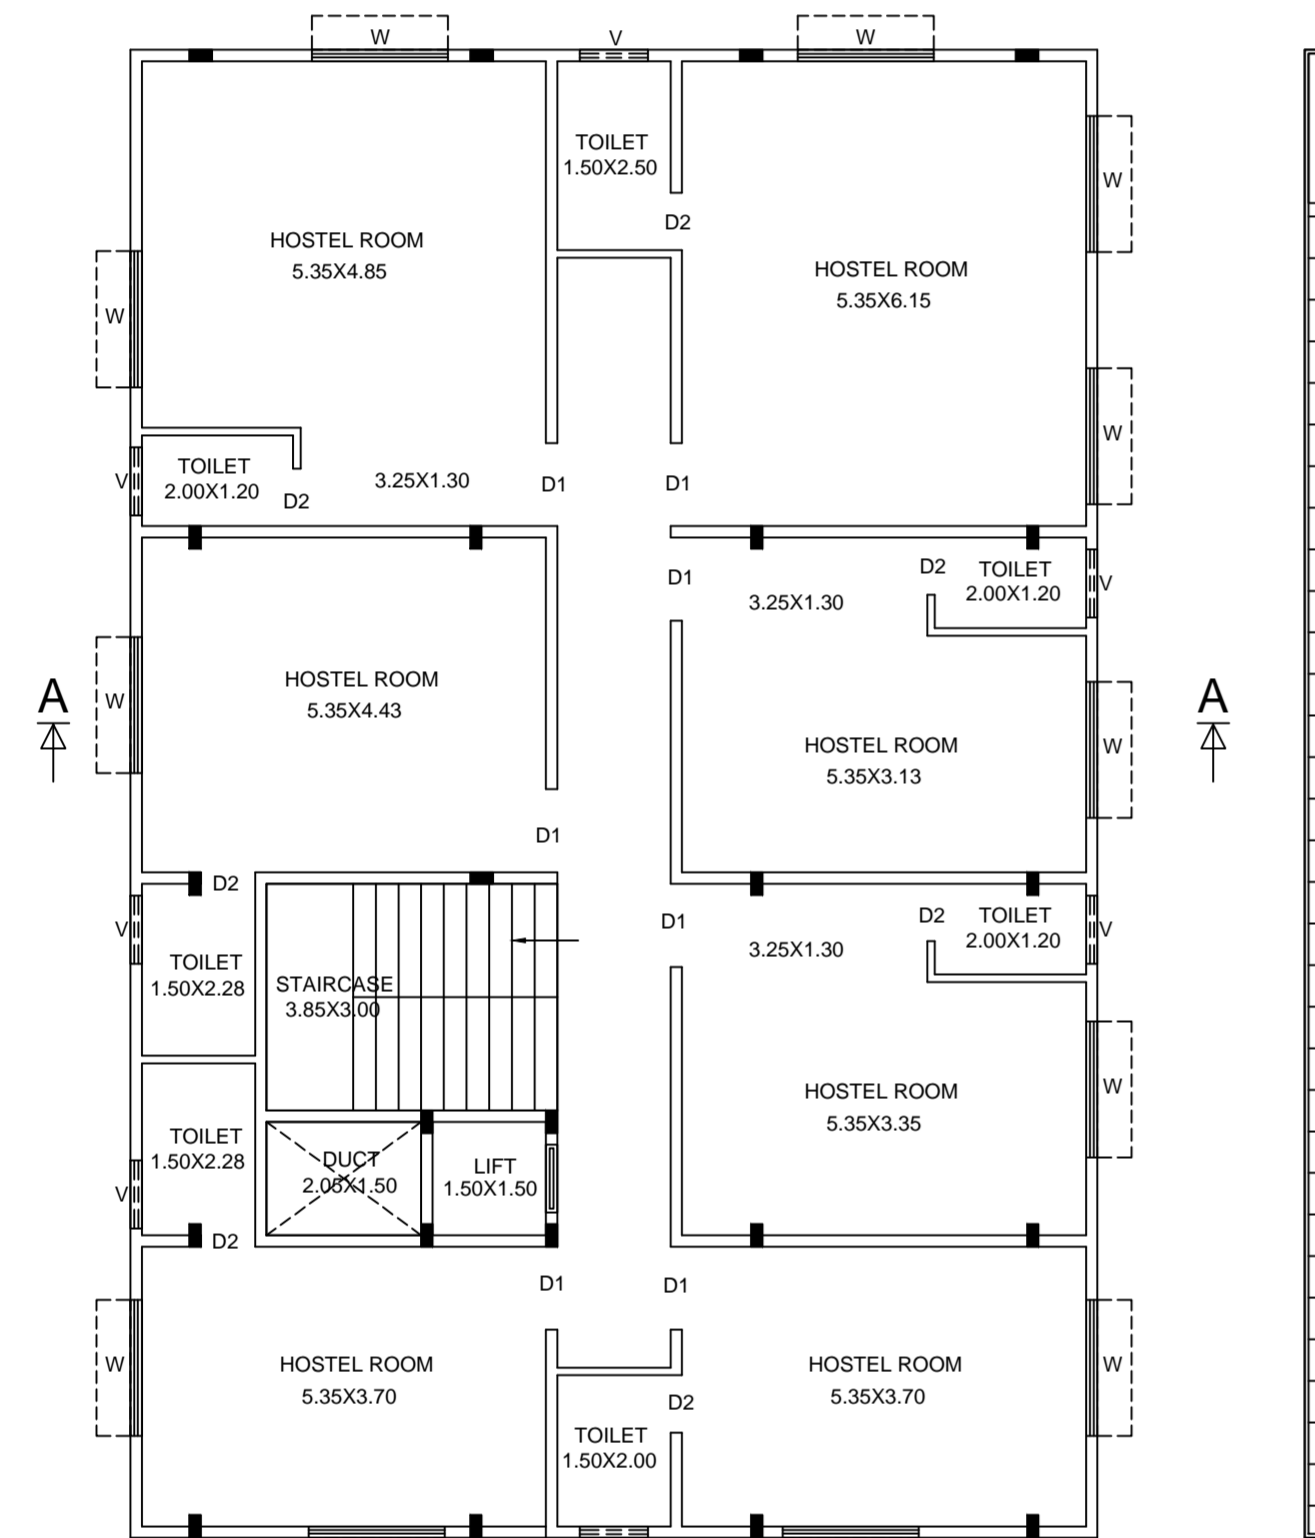 W
V
W
TOILET
1.50X2.50
W
D2
HOSTEL ROOM
5.35X4.85
HOSTEL ROOM
5.35X6.15
W
W
TOILET
2.00X1.20
V
D2
3.25X1.30
D1
D1
D1
3.25X1.30
D2
TOILET
2.00X1.20
V
HOSTEL ROOM
5.35X4.43
A
W
HOSTEL ROOM
5.35X3.13
W
A
D1
D2
V
TOILET
1.50X2.28
STAIRCASE
3.85X3.00
D1
3.25X1.30
D2
TOILET
2.00X1.20
V
HOSTEL ROOM
5.35X3.35
W
TOILET
1.50X2.28
V
DUCT
2.05X1.50
LIFT
1.50X1.50
D2
D1
D1
W
HOSTEL ROOM
5.35X3.70
HOSTEL ROOM
5.35X3.70
W
D2
TOILET
1.50X2.00